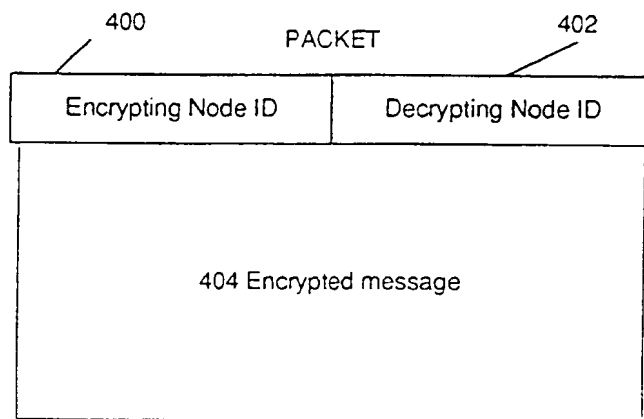 400
PACKET
402
Encrypting Node ID
Decrypting Node ID
404 Encrypted message